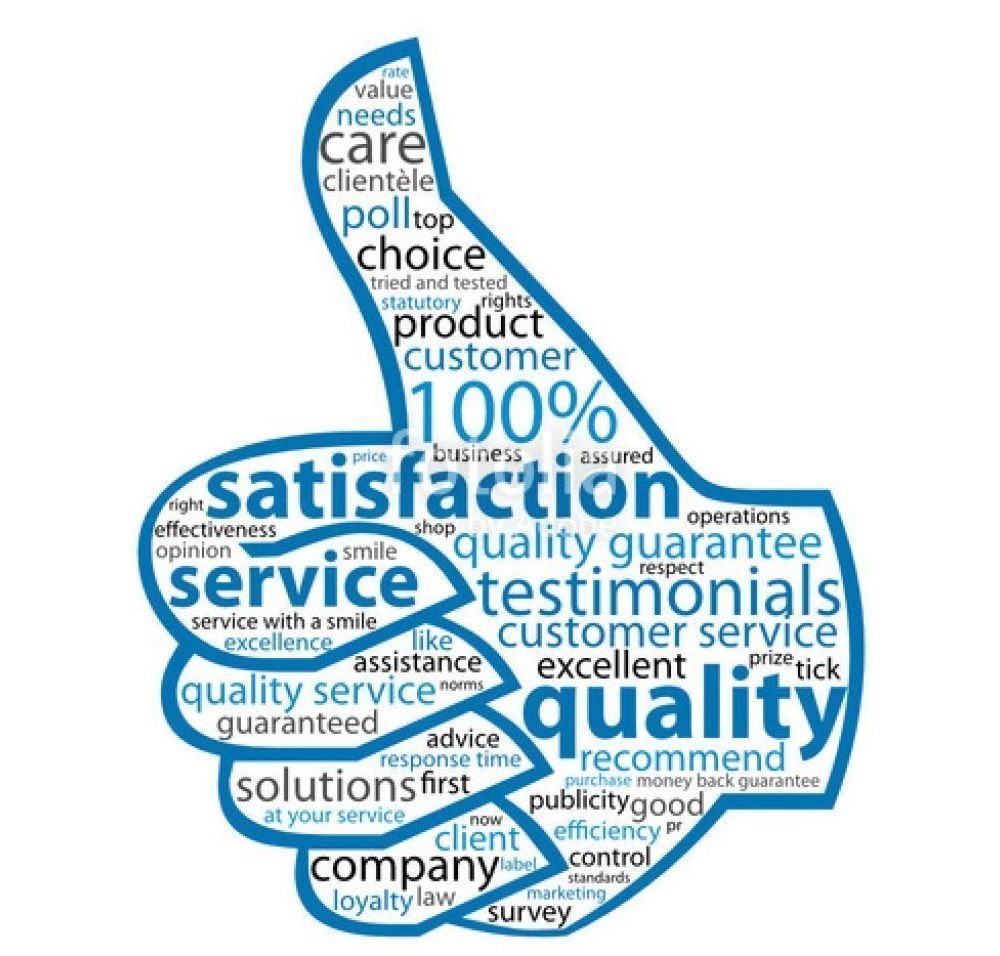 rate
value
needs
care
clientèle
poll top
choice
tried and tested
statutory rights
product
customer
100%
price business assured
satisfaction
right
shop operations
effectiveness
opinion smile quality guarantee
respect
service testimonials
service with a smile customer service
excellence like
assistance excellent prize tick
quality service norms quality
guaranteed
advice
response time recommend
solutions first purchase money back guarantee
at your service publicity good
now
client efficiency pr
company label control
standards
loyalty law marketing
survey
fotolia
by Adobe